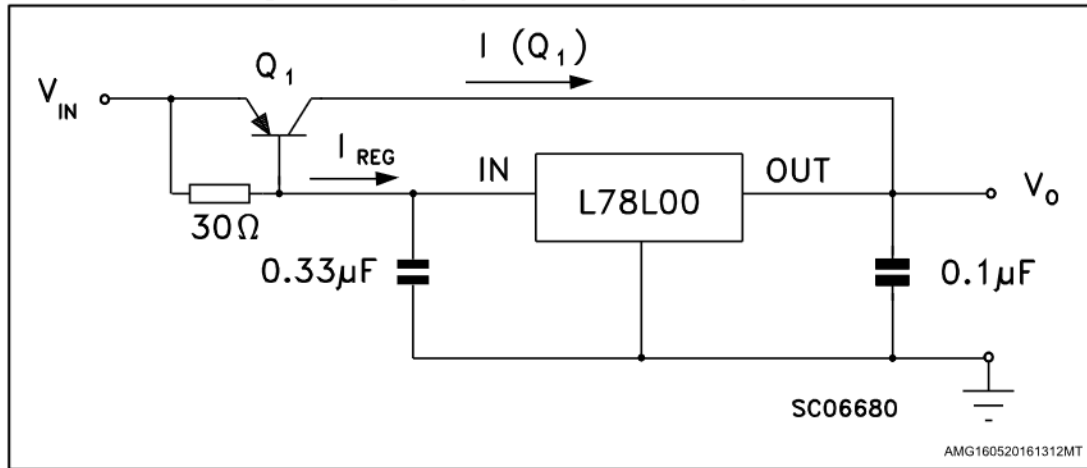 I (Q1)
Q1
VIN
IREG
IN
OUT
L78L00
VO
30Ω
0.33µF
0.1µF
SC06680
AMG160520161312MT